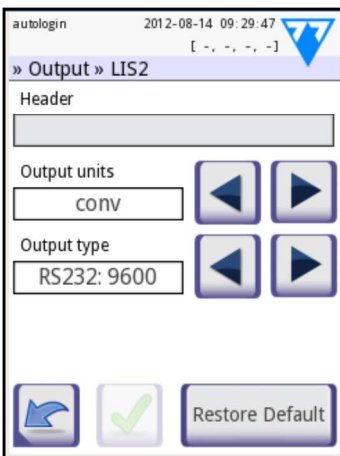 autologin 2012-08-14 09:29:47
[ -, -, -, -]
» Output » LIS2
Header
Output units
conv
Output type
RS232: 9600
Restore Default